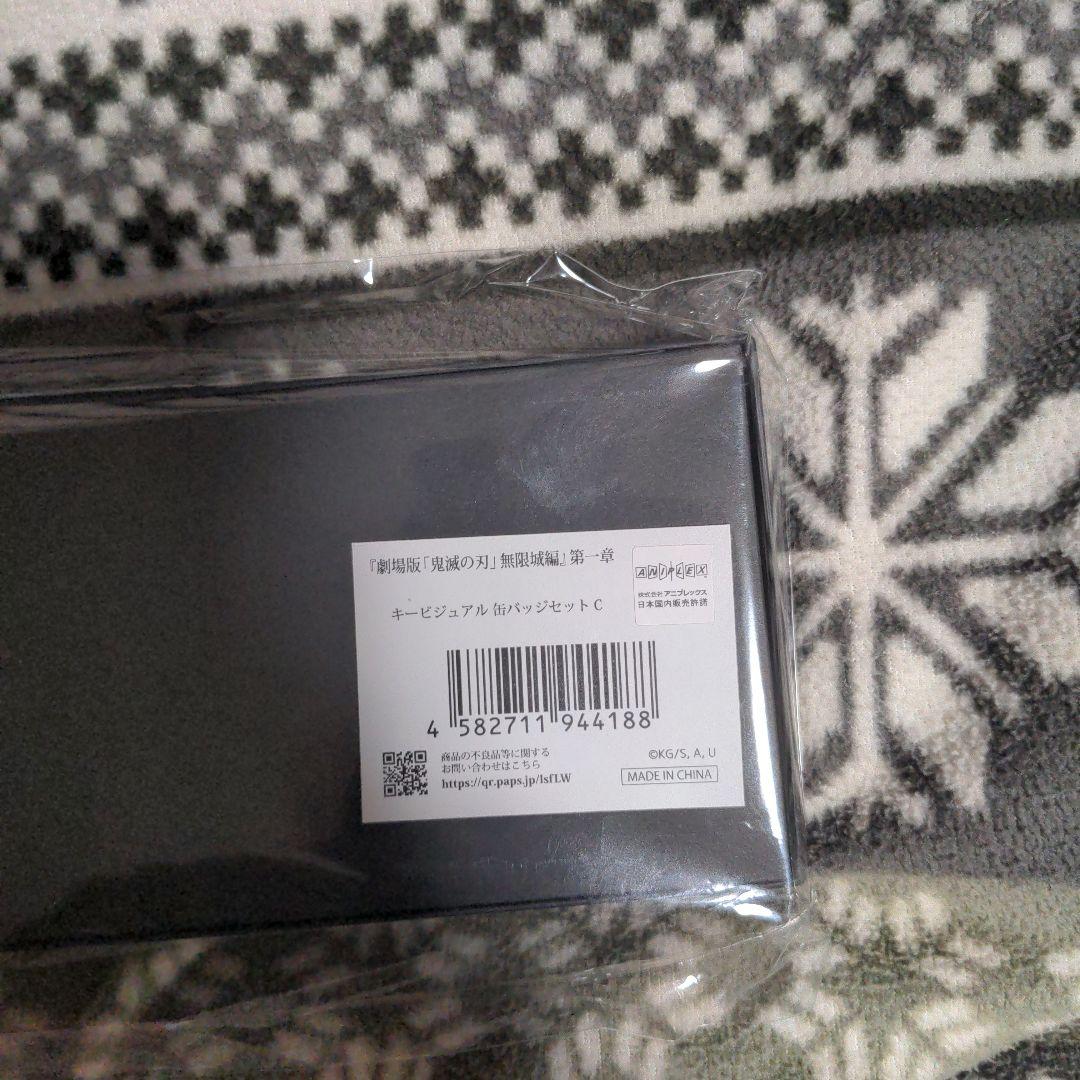 『劇場版「鬼滅の刃」無限城編』第一章
キービジュアル 缶バッジセット C
ANIPLEX
株式会社アニプレックス
日本国内販売許諾
4 582711 944188
商品の不良品等に関する
お問い合わせはこちら
https://qr.paps.jp/lsfLW
©KG/S, A, U
MADE IN CHINA